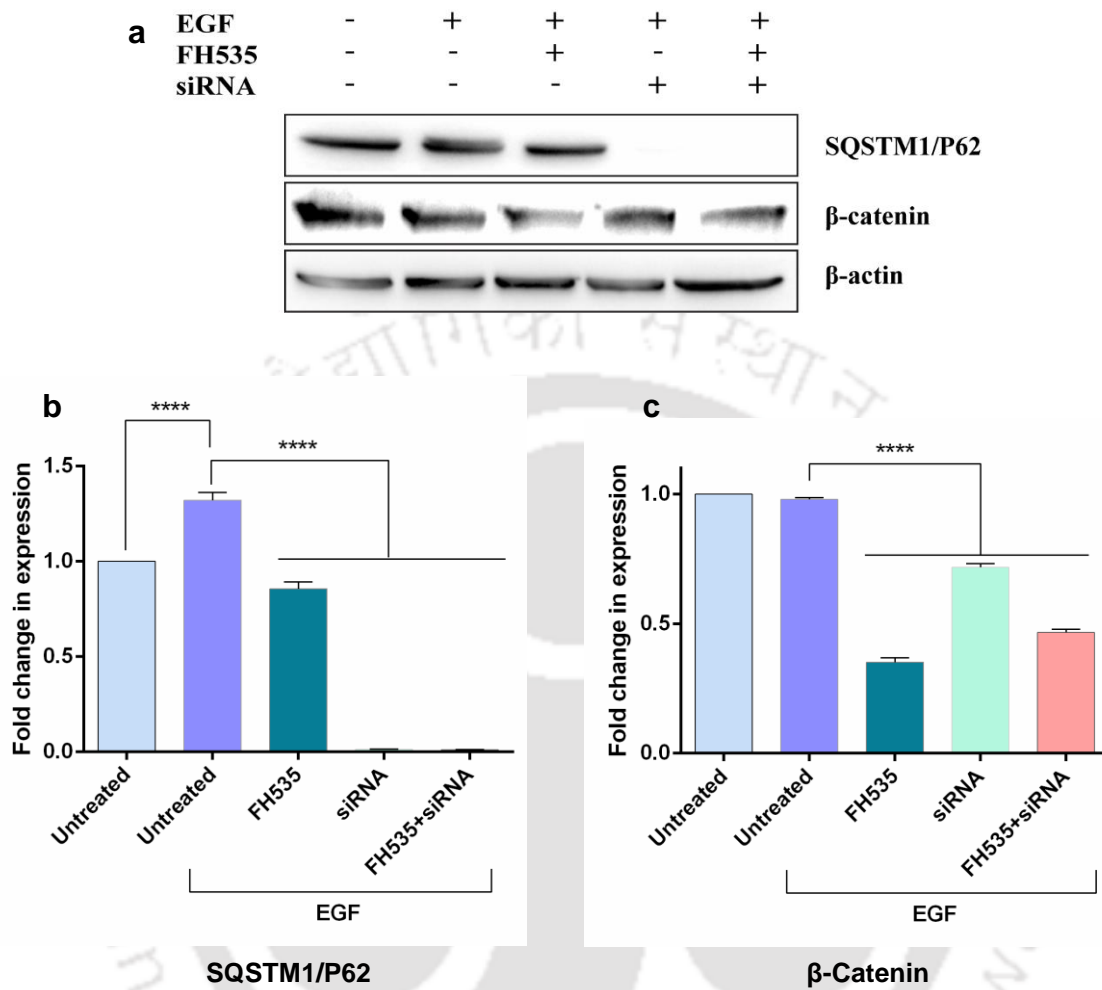 a
EGF - + + + +
FH535 - - + - +
siRNA - - - + +
SQSTM1/P62
β-catenin
β-actin
b
****
****
Fold change in expression
1.5
1.0
0.5
0.0
Untreated
Untreated
FH535
siRNA
FH535+siRNA
EGF
SQSTM1/P62
c
****
Fold change in expression
1.0
0.5
0.0
Untreated
Untreated
FH535
siRNA
FH535+siRNA
EGF
β-Catenin